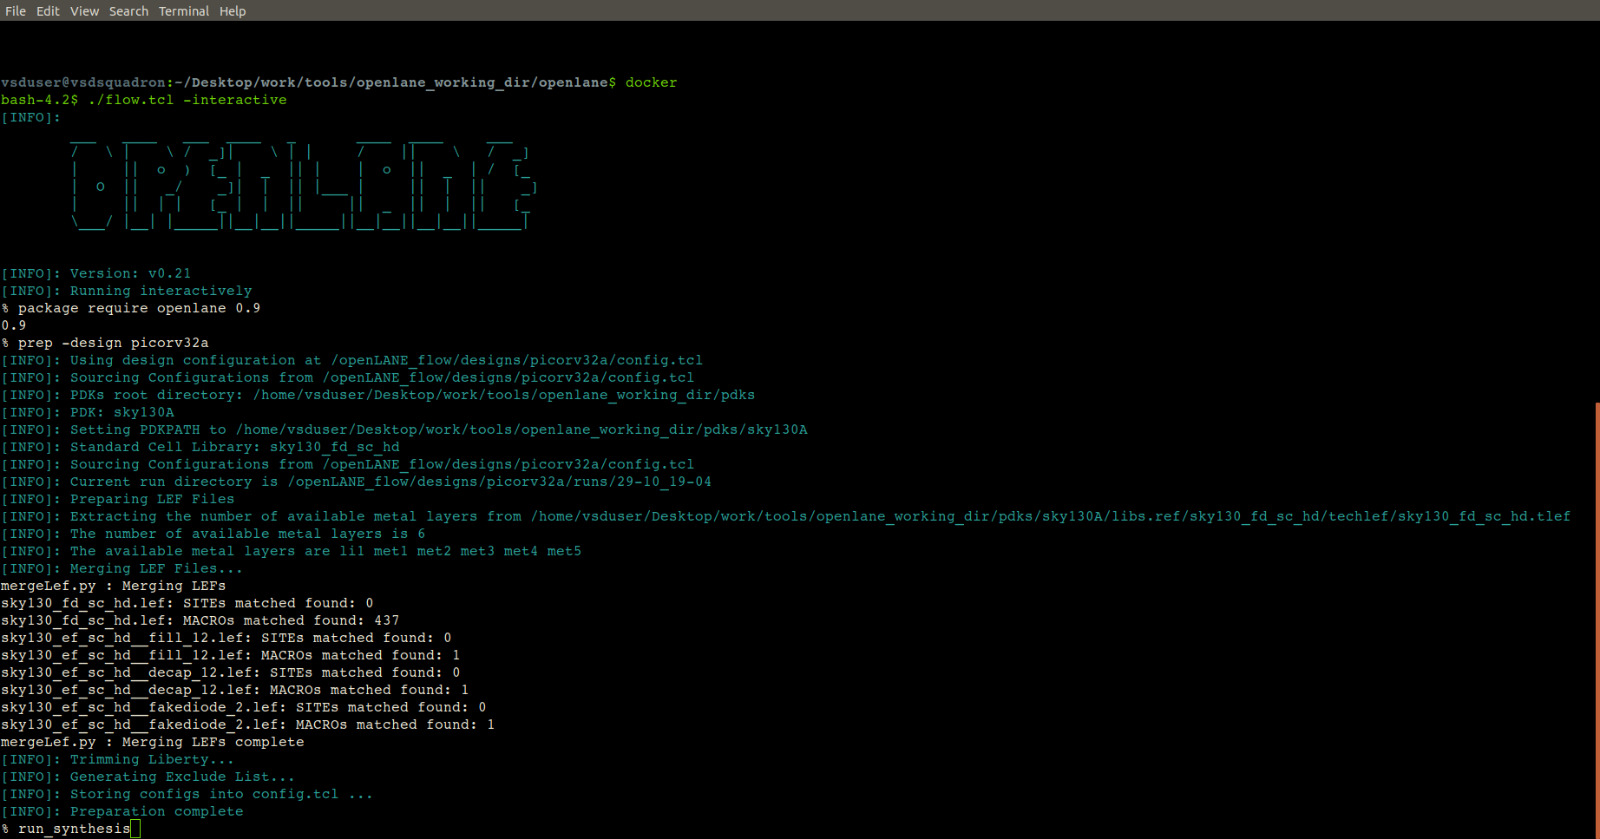 File Edit View Search Terminal Help
vsduser@vsdsquadron:~/Desktop/work/tools/openlane_working_dir/openlane$ docker
bash-4.2$ ./flow.tcl -interactive
[INFO]:
OPENLANE
[INFO]: Version: v0.21
[INFO]: Running interactively
% package require openlane 0.9
0.9
% prep -design picorv32a
[INFO]: Using design configuration at /openLANE_flow/designs/picorv32a/config.tcl
[INFO]: Sourcing Configurations from /openLANE_flow/designs/picorv32a/config.tcl
[INFO]: PDKs root directory: /home/vsduser/Desktop/work/tools/openlane_working_dir/pdks
[INFO]: PDK: sky130A
[INFO]: Setting PDKPATH to /home/vsduser/Desktop/work/tools/openlane_working_dir/pdks/sky130A
[INFO]: Standard Cell Library: sky130_fd_sc_hd
[INFO]: Sourcing Configurations from /openLANE_flow/designs/picorv32a/config.tcl
[INFO]: Current run directory is /openLANE_flow/designs/picorv32a/runs/29-10_19-04
[INFO]: Preparing LEF Files
[INFO]: Extracting the number of available metal layers from /home/vsduser/Desktop/work/tools/openlane_working_dir/pdks/sky130A/libs.ref/sky130_fd_sc_hd/techlef/sky130_fd_sc_hd.tlef
[INFO]: The number of available metal layers is 6
[INFO]: The available metal layers are li1 met1 met2 met3 met4 met5
[INFO]: Merging LEF Files...
mergeLef.py : Merging LEFs
sky130_fd_sc_hd.lef: SITEs matched found: 0
sky130_fd_sc_hd.lef: MACROs matched found: 437
sky130_ef_sc_hd__fill_12.lef: SITEs matched found: 0
sky130_ef_sc_hd__fill_12.lef: MACROs matched found: 1
sky130_ef_sc_hd__decap_12.lef: SITEs matched found: 0
sky130_ef_sc_hd__decap_12.lef: MACROs matched found: 1
sky130_ef_sc_hd__fakediode_2.lef: SITEs matched found: 0
sky130_ef_sc_hd__fakediode_2.lef: MACROs matched found: 1
mergeLef.py : Merging LEFs complete
[INFO]: Trimming Liberty...
[INFO]: Generating Exclude List...
[INFO]: Storing configs into config.tcl ...
[INFO]: Preparation complete
% run_synthesis